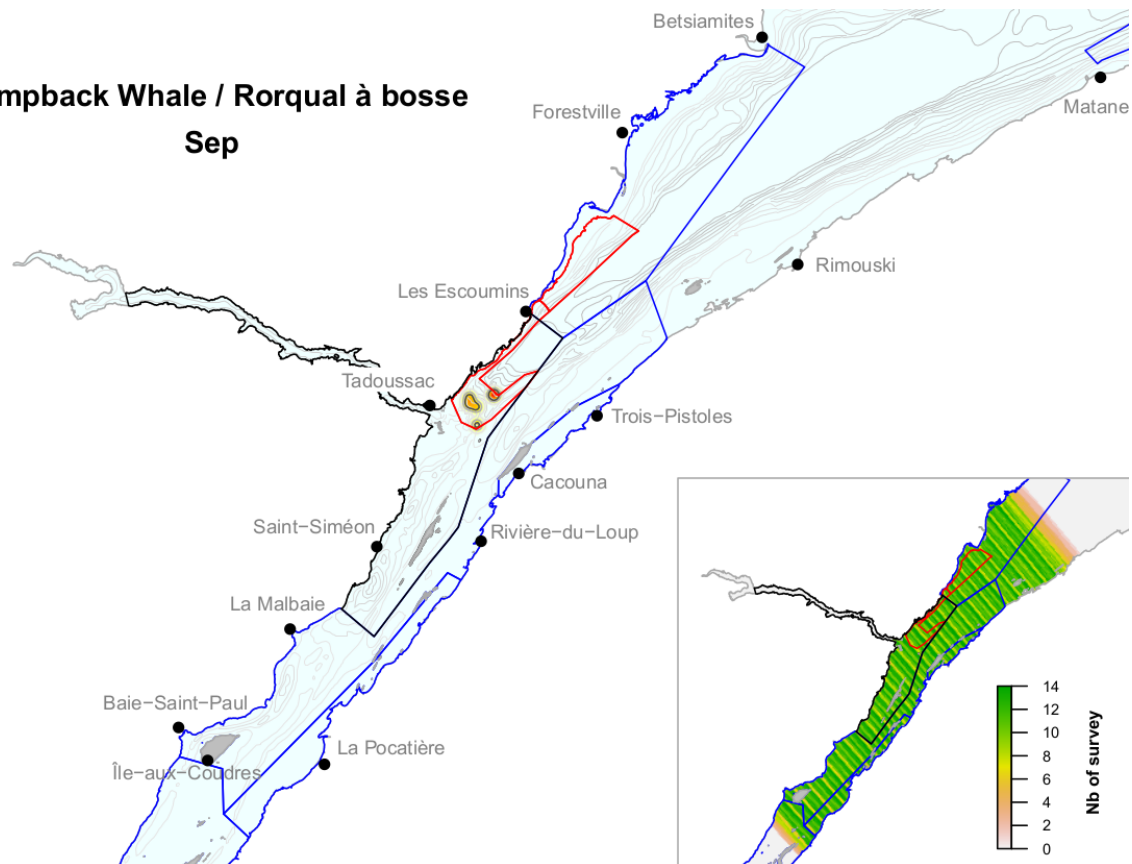 Betsiamites
mpback Whale / Rorqual à bosse
Sep
Forestville
Matane
Rimouski
Les Escoumins
Tadoussac
Trois−Pistoles
Cacouna
Saint−Siméon
Rivière−du−Loup
La Malbaie
Baie−Saint−Paul
La Pocatière
Île−aux−Coudres
14
12
10
8
6
4
2
0
Nb of survey